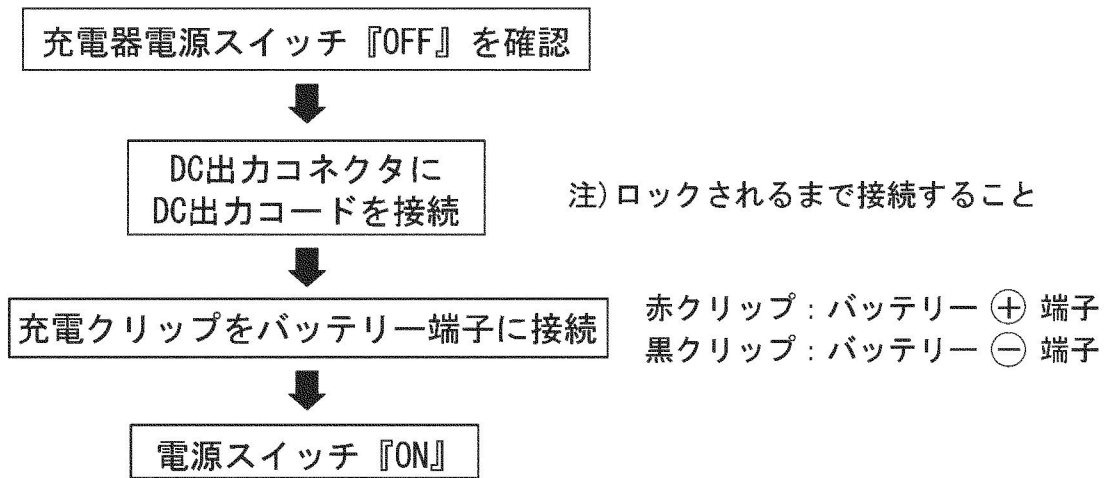 充電器電源スイッチ『OFF』を確認
DC出力コネクタに
DC出力コードを接続
注)ロックされるまで接続すること
充電クリップをバッテリー端子に接続
赤クリップ:バッテリー ⊕ 端子
黒クリップ:バッテリー ⊖ 端子
電源スイッチ『ON』